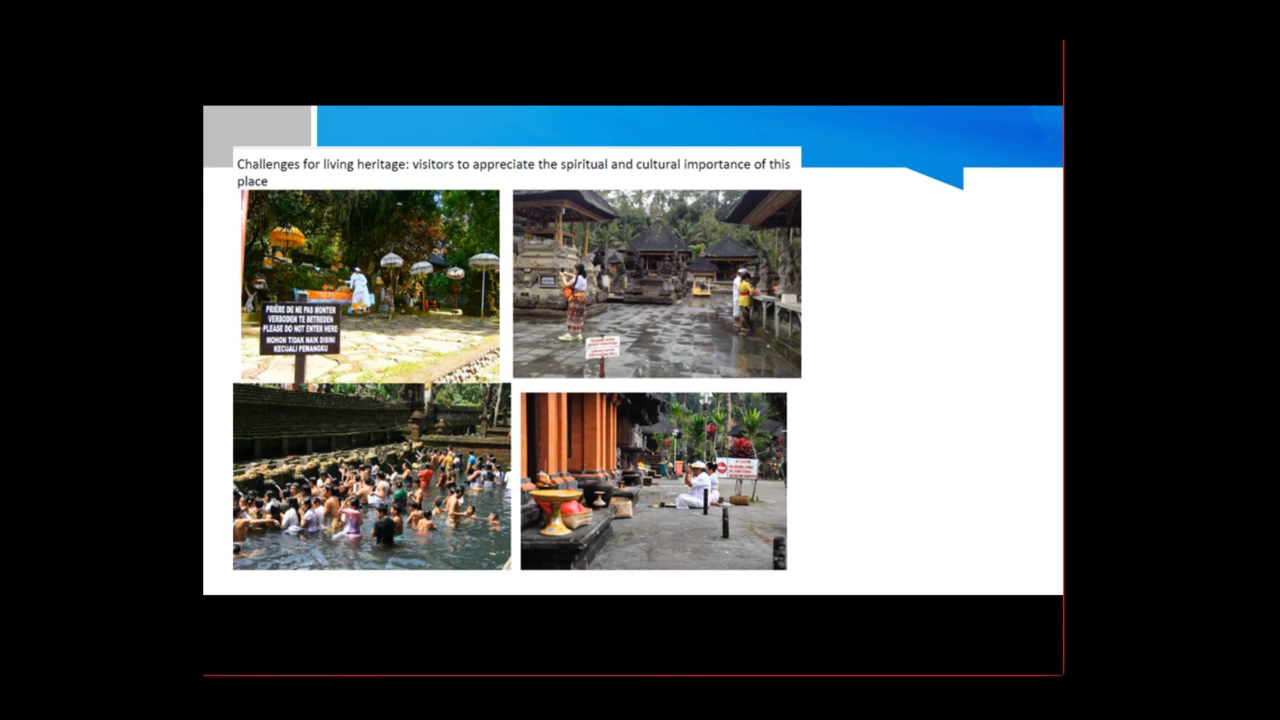 Challenges for living heritage: visitors to appreciate the spiritual and cultural importance of this
place
PRIÈRE DE NE PAS MONTER
VERBODEN TE BETREDEN
PLEASE DO NOT ENTER HERE
MOHON TIDAK NAIK DISINI
KECUALI PEMANGKU